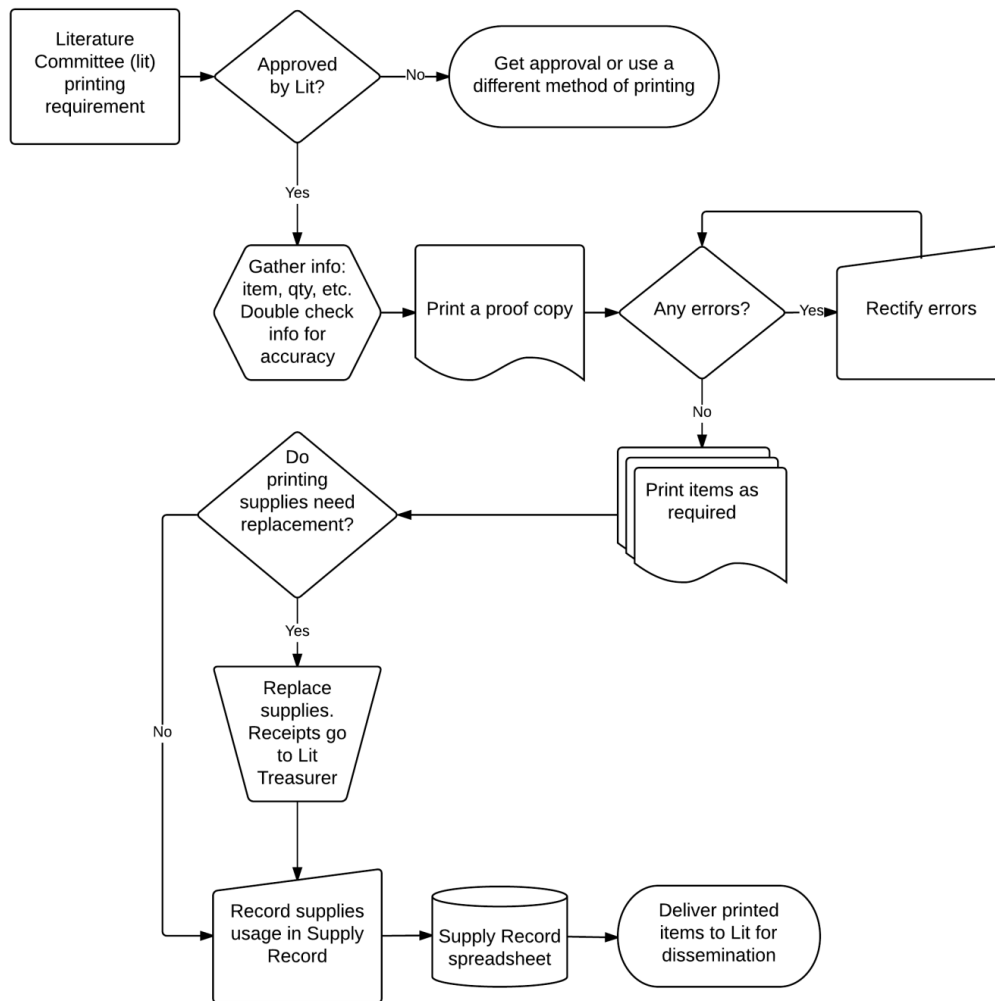 Literature
Committee (lit)
printing
requirement
Approved
by Lit?
No
Get approval or use a
different method of printing
Yes
Gather info:
item, qty, etc.
Double check
info for
accuracy
Print a proof copy
Any errors?
Yes
Rectify errors
No
Print items as
required
Do
printing
supplies need
replacement?
Yes
No
Replace
supplies.
Receipts go
to Lit
Treasurer
Record supplies
usage in Supply
Record
Supply Record
spreadsheet
Deliver printed
items to Lit for
dissemination